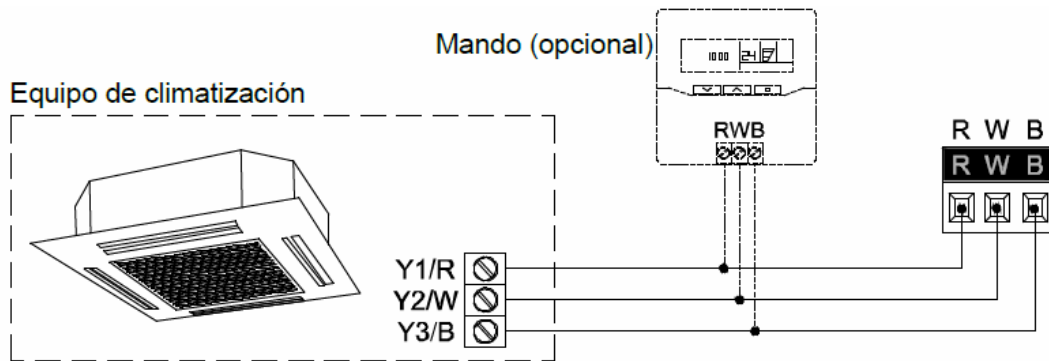 Mando (opcional)
1000 24
Equipo de climatización
RWB
R W B
R W B
Y1/R
Y2/W
Y3/B